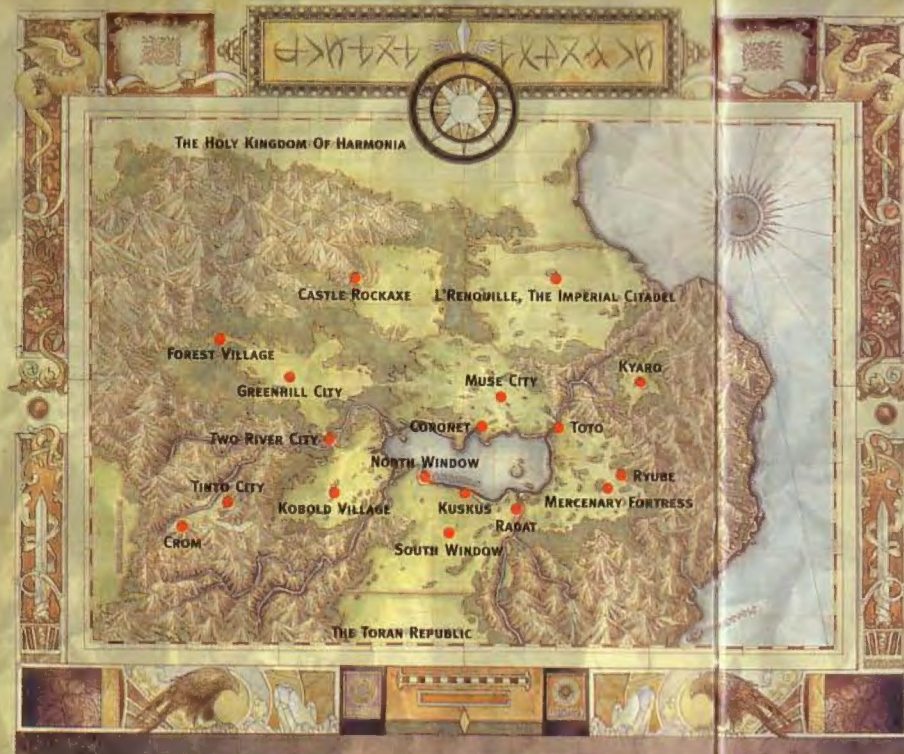 THE HOLY KINGDOM OF HARMONIA
CASTLE ROCKAXE
L'RENOUILLE, THE IMPERIAL CITADEL
FOREST VILLAGE
GREENHILL CITY
MUSE CITY
KYARO
CORONET
TOTO
TWO RIVER CITY
NORTH WINDOW
RYUBE
TINTO CITY
KOBOLD VILLAGE
KUSKUS
MERCENARY FORTRESS
RADAT
CROM
SOUTH WINDOW
THE TORAN REPUBLIC